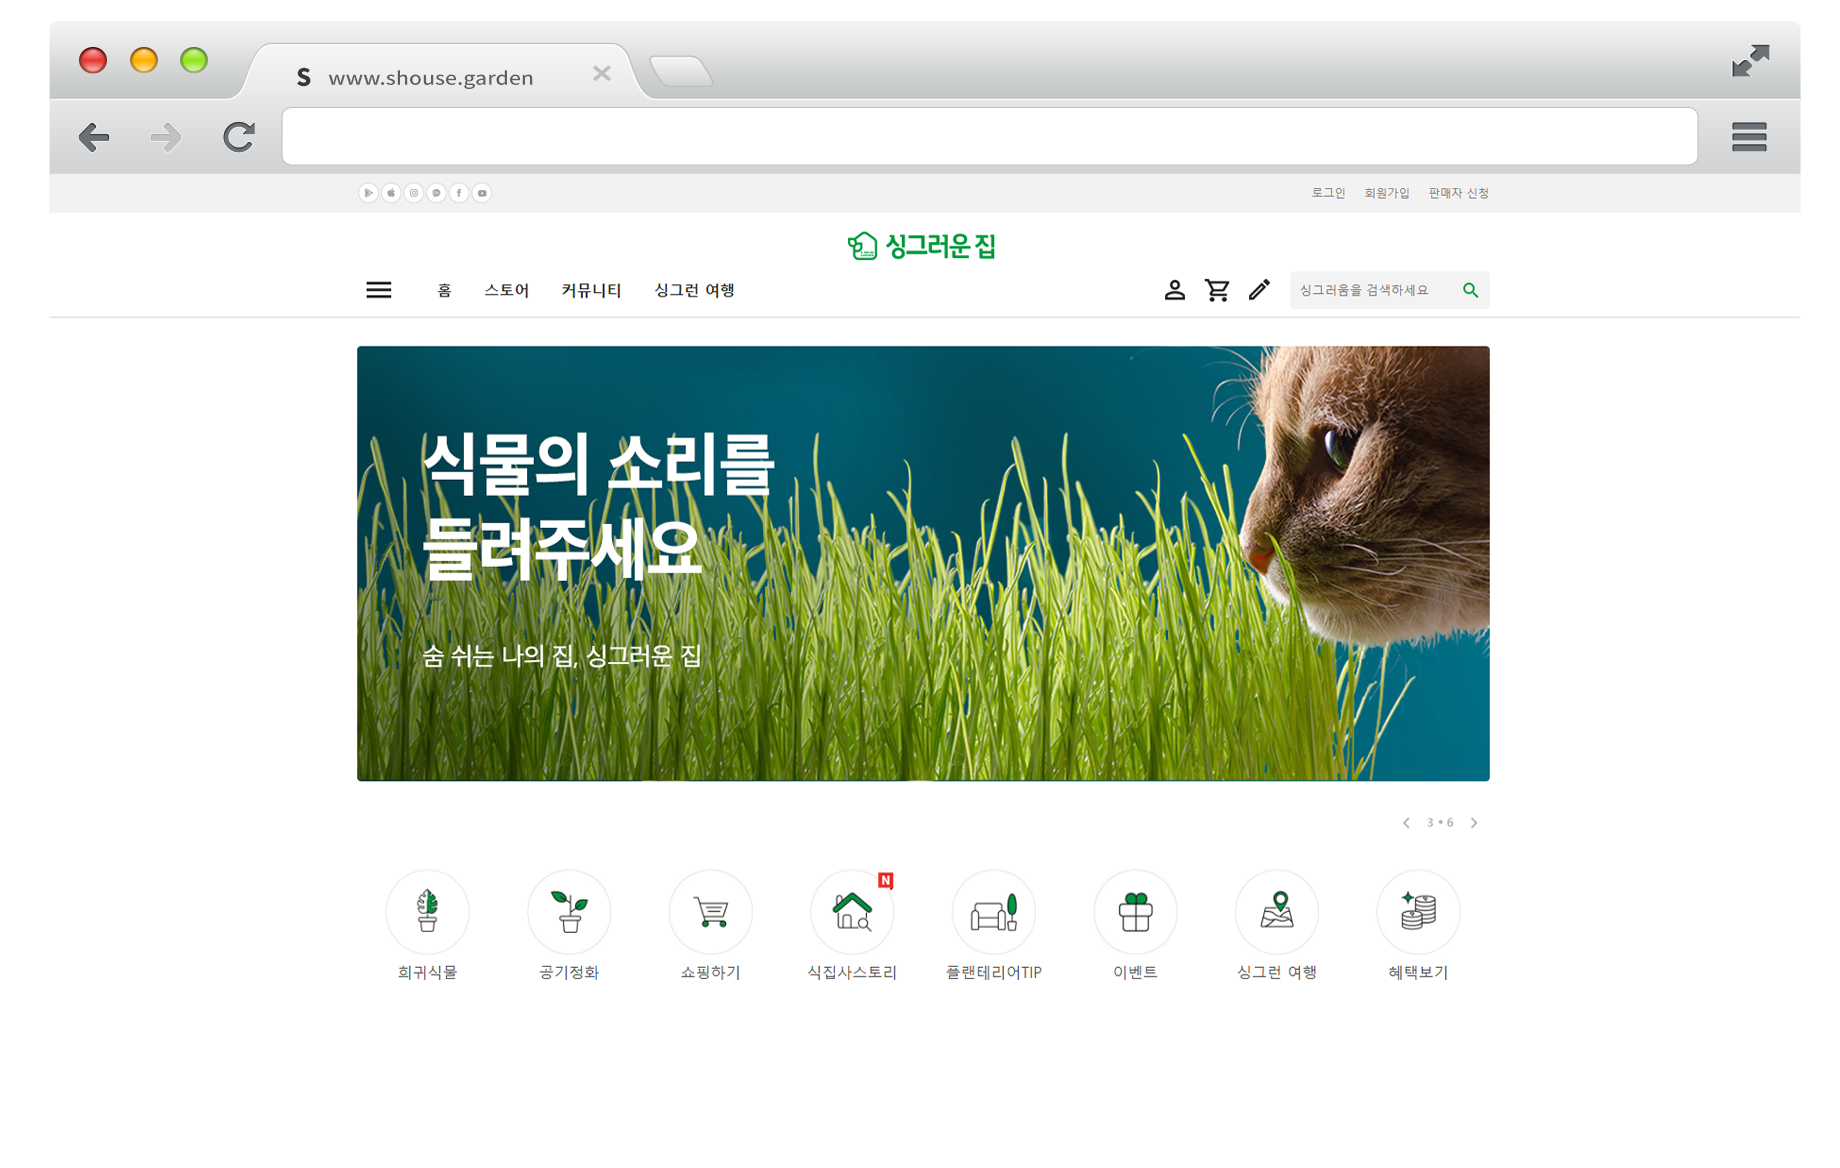 S www.shouse.garden
로그인 회원가입 판매자 신청
싱그러운 집
홈 스토어 커뮤니티 싱그런 여행
싱그러움을 검색하세요
식물의 소리를
들려주세요
숨 쉬는 나의 집, 싱그러운 집
3 • 6
N
희귀식물 공기정화 쇼핑하기 식집사스토리 플랜테리어TIP 이벤트 싱그런 여행 혜택보기